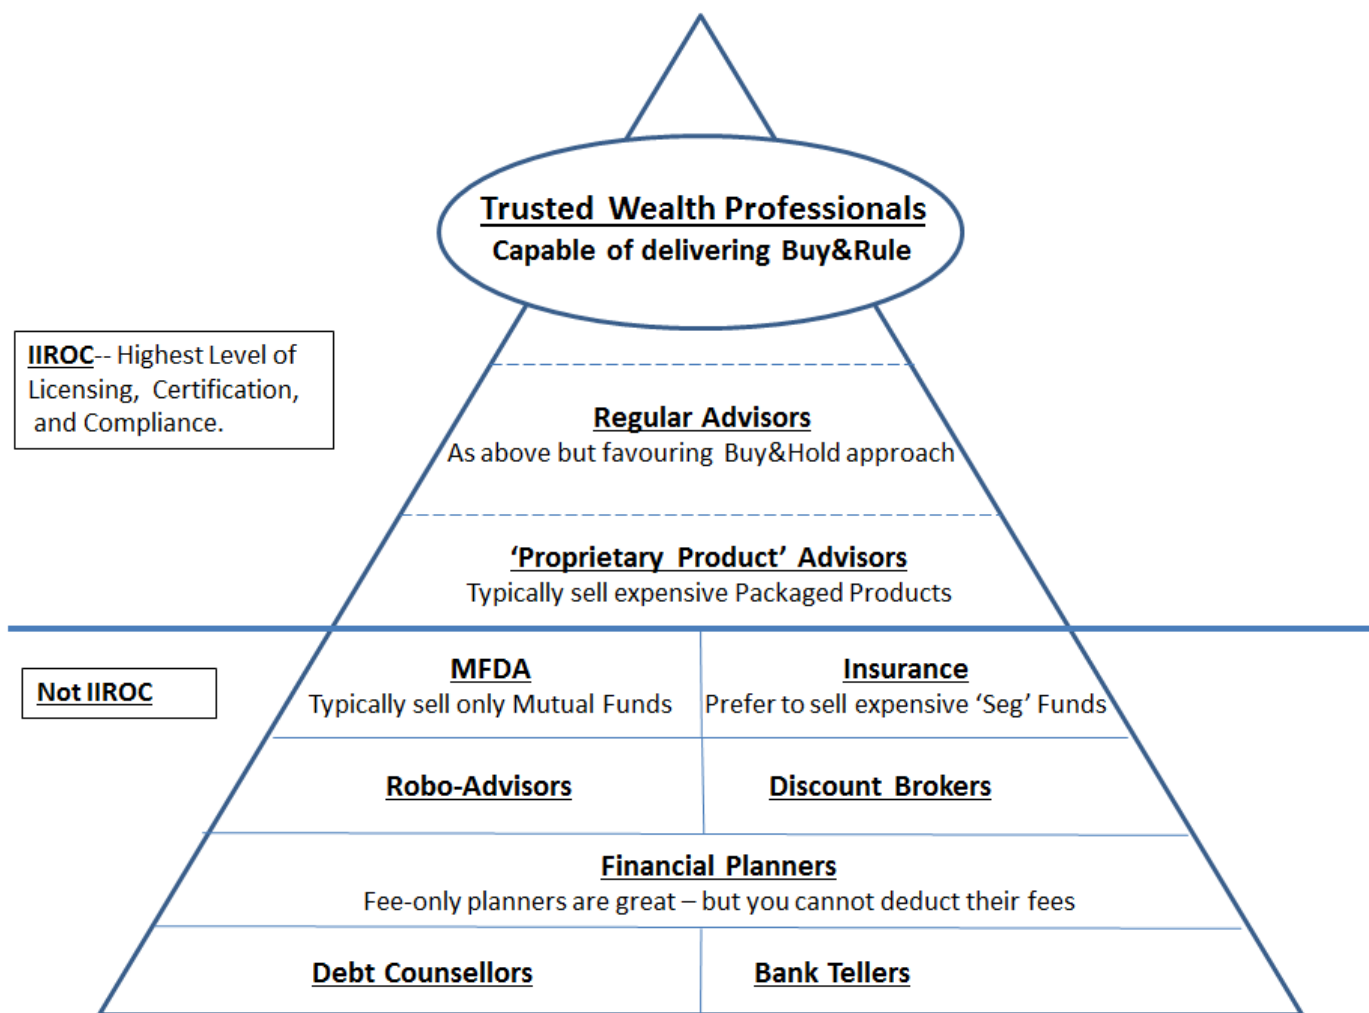 Trusted Wealth Professionals
Capable of delivering Buy&Rule
IIROC-- Highest Level of
Licensing, Certification,
and Compliance.
Regular Advisors
As above but favouring Buy&Hold approach
‘Proprietary Product’ Advisors
Typically sell expensive Packaged Products
Not IIROC
MFDA
Typically sell only Mutual Funds
Insurance
Prefer to sell expensive ‘Seg’ Funds
Robo-Advisors
Discount Brokers
Financial Planners
Fee-only planners are great – but you cannot deduct their fees
Debt Counsellors
Bank Tellers